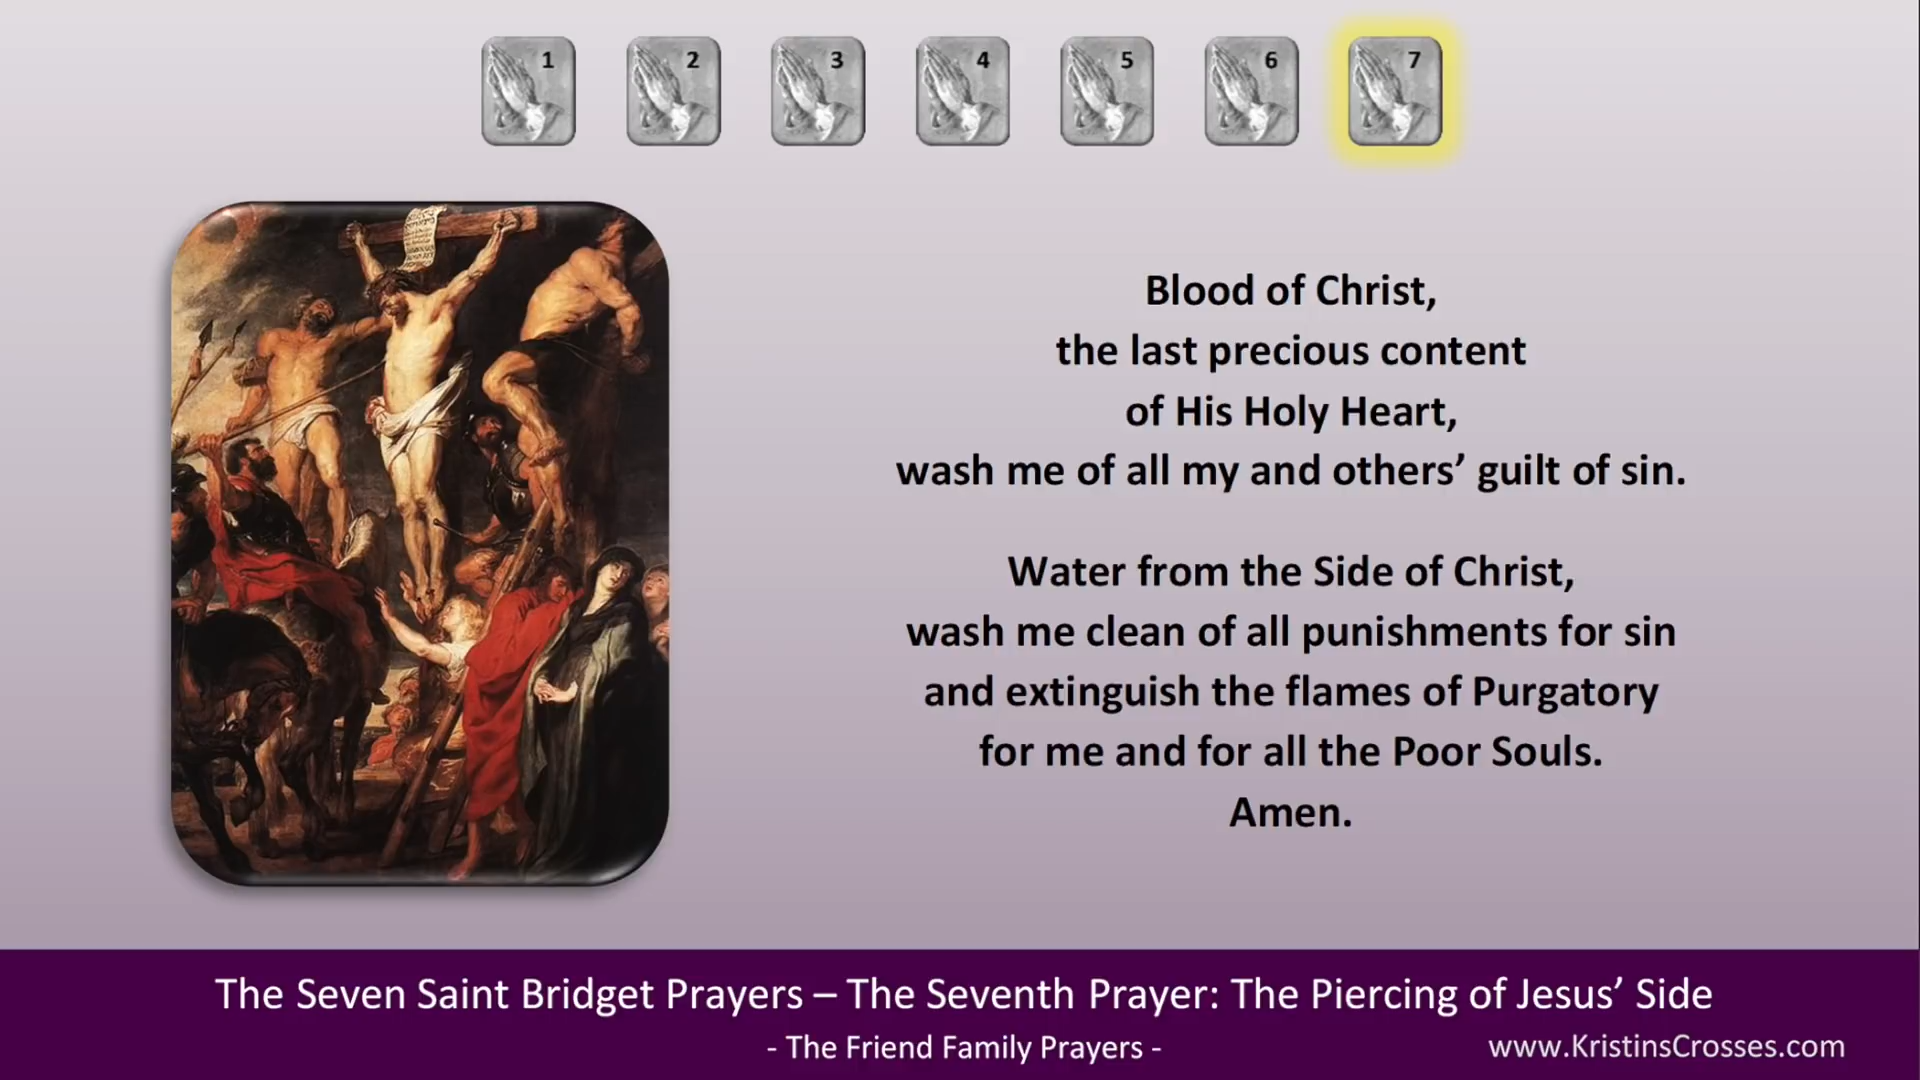 1 2 3 4 5 6 7
Blood of Christ,
the last precious content
of His Holy Heart,
wash me of all my and others’ guilt of sin.
Water from the Side of Christ,
wash me clean of all punishments for sin
and extinguish the flames of Purgatory
for me and for all the Poor Souls.
Amen.
The Seven Saint Bridget Prayers – The Seventh Prayer: The Piercing of Jesus’ Side
- The Friend Family Prayers -
www.KristinsCrosses.com